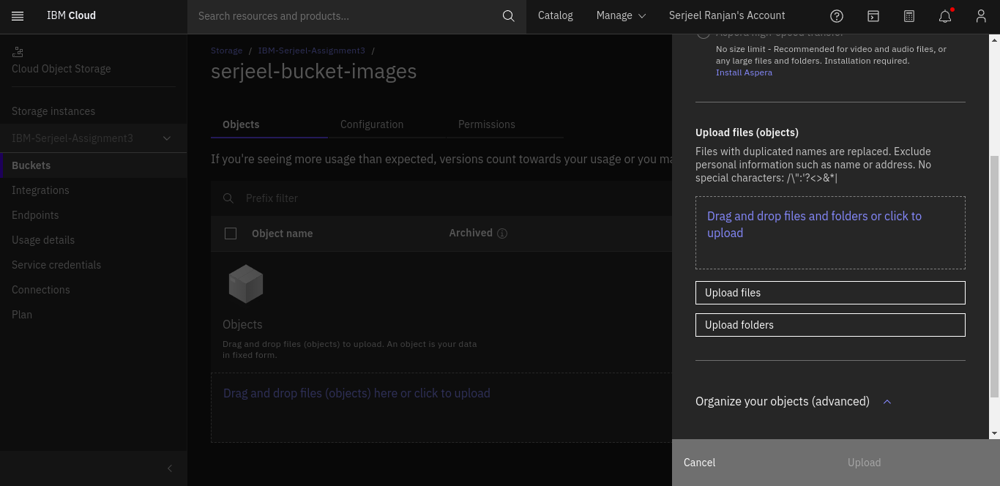 IBM Cloud
Search resources and products...
Catalog
Manage
Serjeel Ranjan's Account
Cloud Object Storage
Storage instances
IBM-Serjeel-Assignment3
Buckets
Integrations
Endpoints
Usage details
Service credentials
Connections
Plan
Storage / IBM-Serjeel-Assignment3 /
serjeel-bucket-images
Objects
Configuration
Permissions
If you're seeing more usage than expected, versions count towards your usage or you ma
Prefix filter
Object name
Archived
Objects
Drag and drop files (objects) to upload. An object is your data
in fixed form.
Drag and drop files (objects) here or click to upload
Aspera high-speed transfer
No size limit - Recommended for video and audio files, or
any large files and folders. Installation required.
Install Aspera
Upload files (objects)
Files with duplicated names are replaced. Exclude
personal information such as name or address. No
special characters: /\":'?<>&*|
Drag and drop files and folders or click to
upload
Upload files
Upload folders
Organize your objects (advanced)
Cancel
Upload